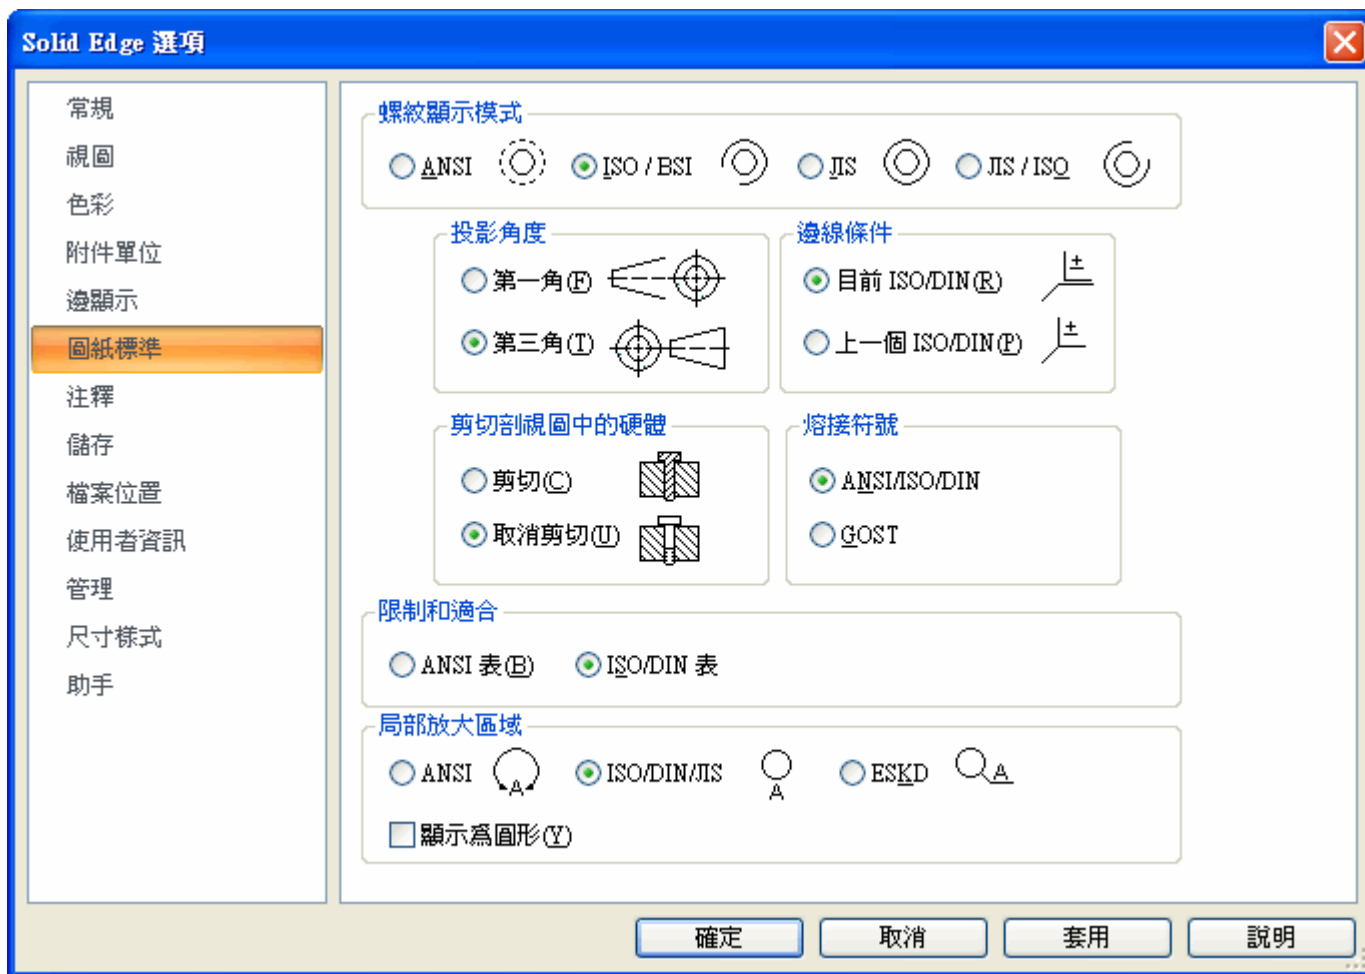 Solid Edge 選項
常規
視圖
色彩
附件單位
邊顯示
圖紙標準
注釋
儲存
檔案位置
使用者資訊
管理
尺寸樣式
助手
螺紋顯示模式
ANSI ISO / BSI JIS JIS / ISO
投影角度
第一角(F)
第三角(T)
邊線條件
目前 ISO/DIN(R) ±
上一個 ISO/DIN(P) ±
剪切剖視圖中的硬體
剪切(C)
取消剪切(U)
熔接符號
ANSI/ISO/DIN
GOST
限制和適合
ANSI 表(B) ISO/DIN 表
局部放大區域
ANSI A ISO/DIN/JIS A ESKD A
顯示為圓形(Y)
確定 取消 套用 說明